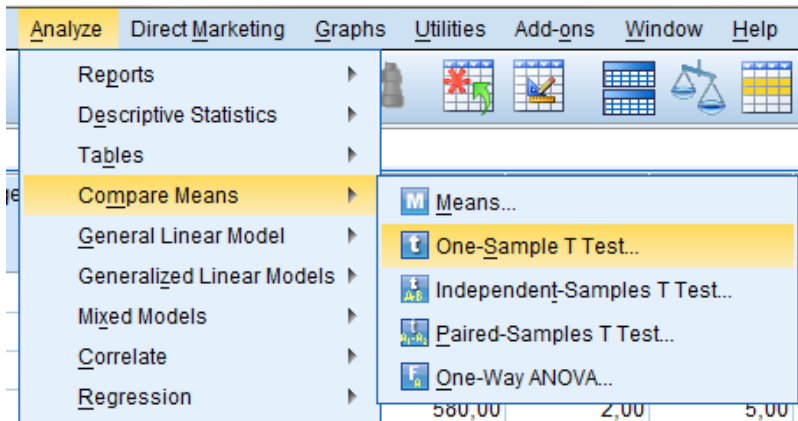 Analyze Direct Marketing Graphs Utilities Add-ons Window Help
Reports
Descriptive Statistics
Tables
Compare Means
General Linear Model
Generalized Linear Models
Mixed Models
Correlate
Regression
M Means...
t One-Sample T Test...
Independent-Samples T Test...
Paired-Samples T Test...
One-Way ANOVA...
580,00 2,00 5,00